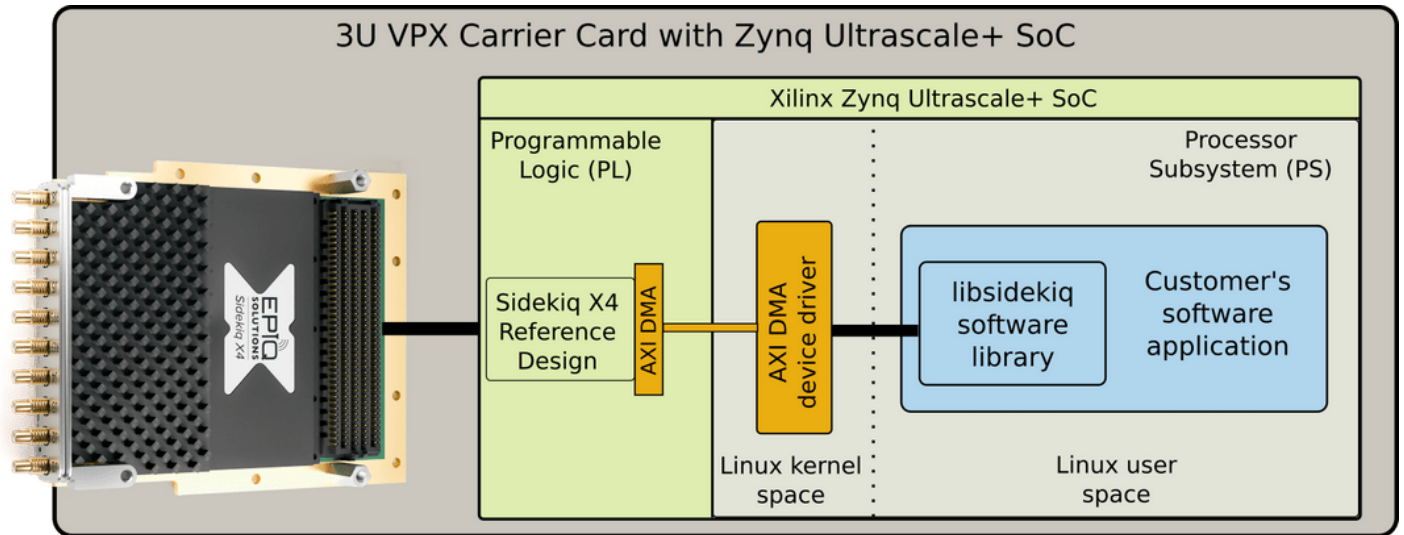 3U VPX Carrier Card with Zynq Ultrascale+ SoC
Xilinx Zynq Ultrascale+ SoC
Programmable
Logic (PL)
Processor
Subsystem (PS)
EPIQ
SOLUTIONS
Sidekiq X4
Sidekiq X4
Reference
Design
AXI DMA
AXI DMA
device driver
libsidekiq
software
library
Customer's
software
application
Linux kernel
space
Linux user
space